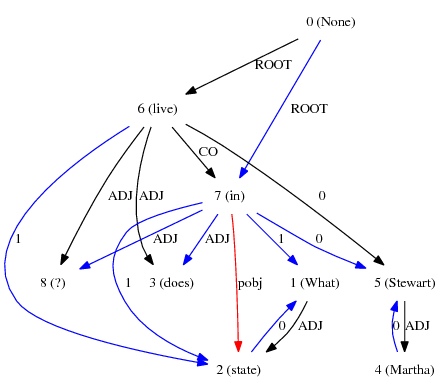 0 (None)
ROOT
ROOT
6 (live)
CO
7 (in)
1
ADJ
ADJ
0
ADJ
ADJ
1
0
1
pobj
8 (?)
3 (does)
1 (What)
5 (Stewart)
0
ADJ
0
ADJ
2 (state)
4 (Martha)